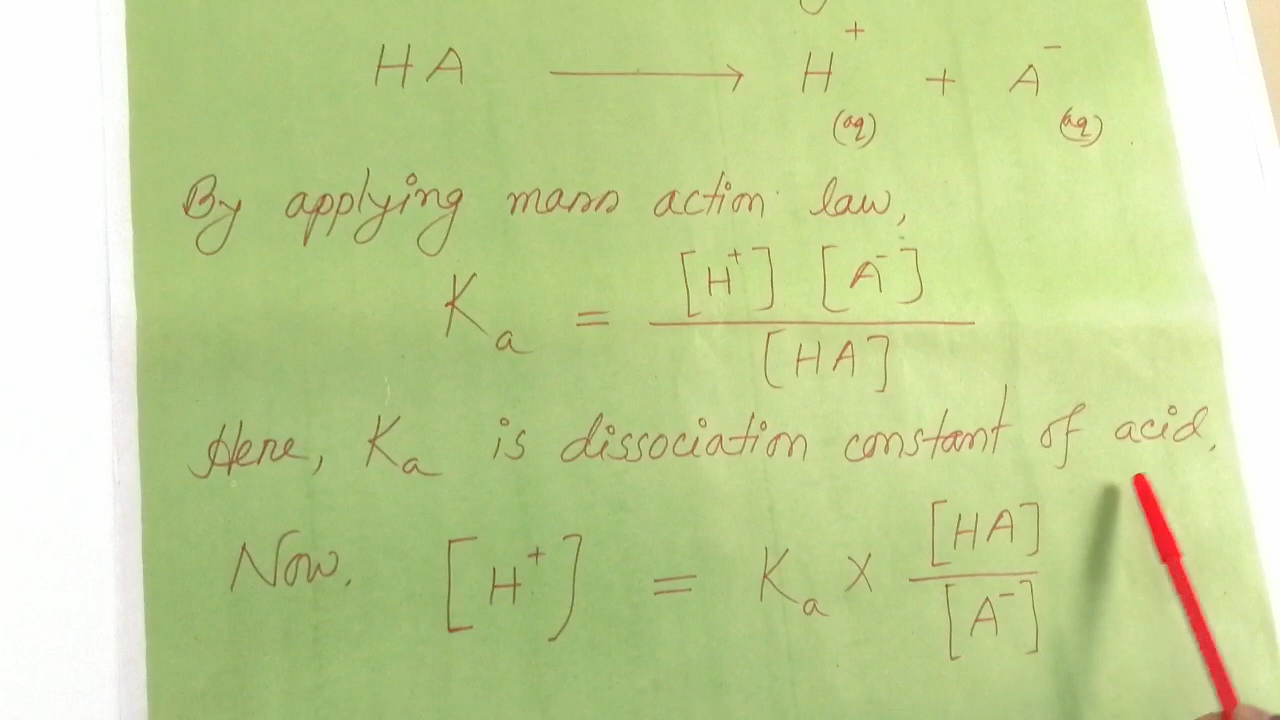 HA ⟶ H⁺(aq) + A⁻(aq)
By applying mass action law,
Kₐ = [H⁺] [A⁻] / [HA]
Here, Kₐ is dissociation constant of acid.
Now, [H⁺] = Kₐ × [HA] / [A⁻]